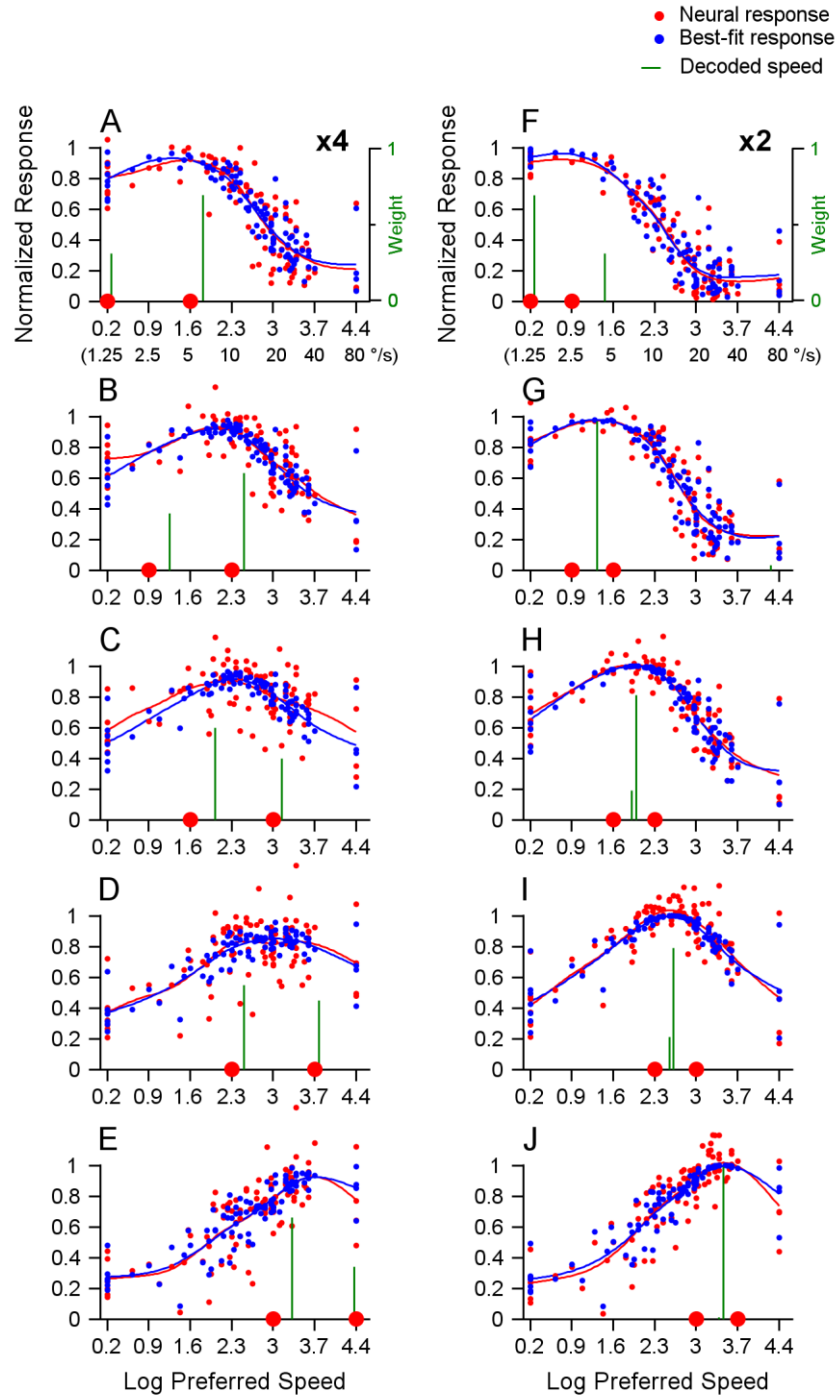 Neural response
Best-fit response
Decoded speed
A
x4
F
x2
Normalized Response
1
0.8
0.6
0.4
0.2
0
1
Weight
0
Normalized Response
1
0.8
0.6
0.4
0.2
0
1
Weight
0
0.2 0.9 1.6 2.3 3 3.7 4.4
(1.25 2.5 5 10 20 40 80 °/s)
0.2 0.9 1.6 2.3 3 3.7 4.4
(1.25 2.5 5 10 20 40 80 °/s)
B
1
0.8
0.6
0.4
0.2
0
0.2 0.9 1.6 2.3 3 3.7 4.4
G
1
0.8
0.6
0.4
0.2
0
0.2 0.9 1.6 2.3 3 3.7 4.4
C
1
0.8
0.6
0.4
0.2
0
0.2 0.9 1.6 2.3 3 3.7 4.4
H
1
0.8
0.6
0.4
0.2
0
0.2 0.9 1.6 2.3 3 3.7 4.4
D
1
0.8
0.6
0.4
0.2
0
0.2 0.9 1.6 2.3 3 3.7 4.4
I
1
0.8
0.6
0.4
0.2
0
0.2 0.9 1.6 2.3 3 3.7 4.4
E
1
0.8
0.6
0.4
0.2
0
0.2 0.9 1.6 2.3 3 3.7 4.4
Log Preferred Speed
J
1
0.8
0.6
0.4
0.2
0
0.2 0.9 1.6 2.3 3 3.7 4.4
Log Preferred Speed